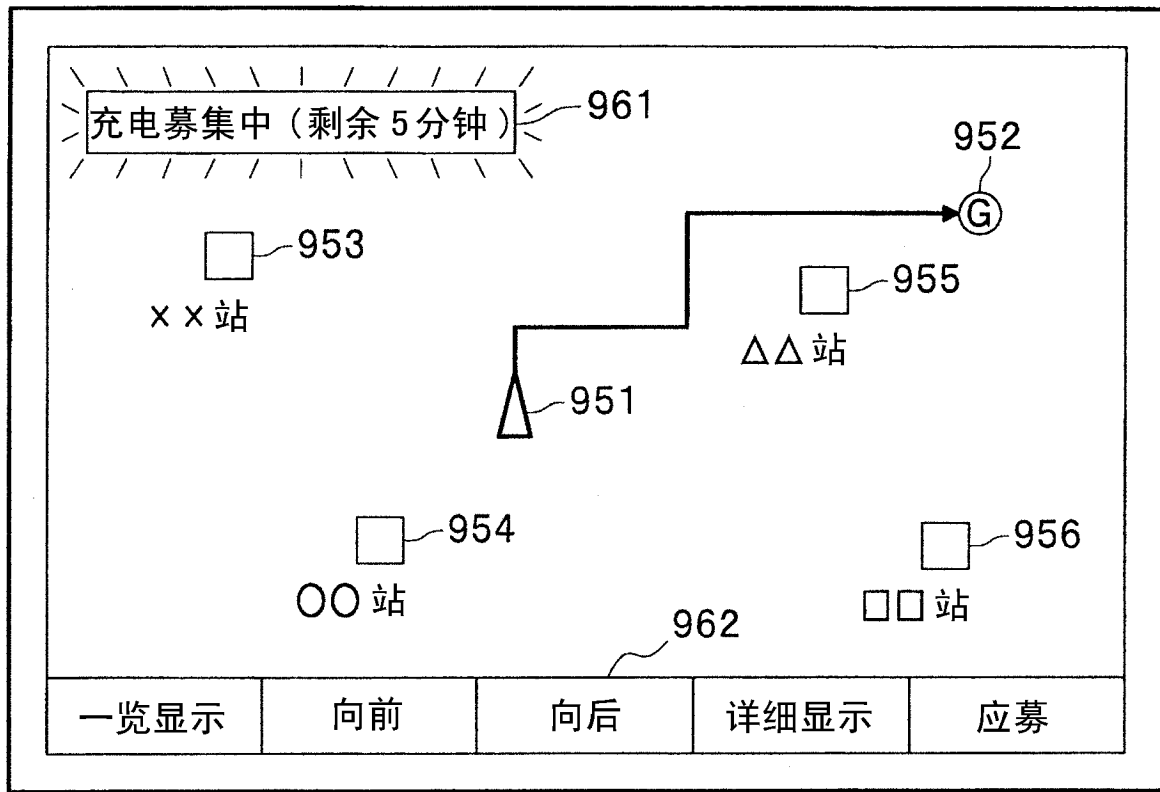 充电募集中（剩余5分钟）
961
952
G
953
××站
955
△△站
951
954
○○站
956
□□站
962
一览显示
向前
向后
详细显示
应募